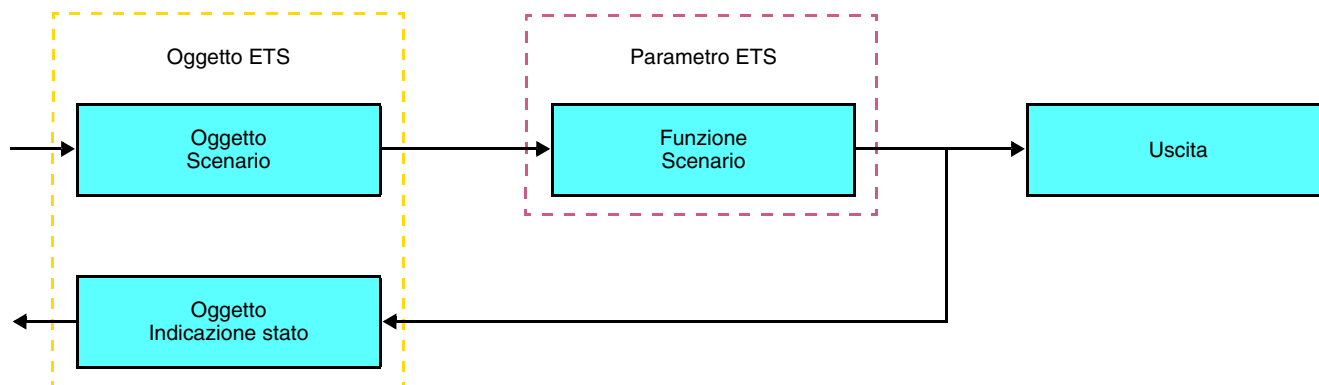 Oggetto ETS
Parametro ETS
Oggetto
Scenario
Funzione
Scenario
Uscita
Oggetto
Indicazione stato